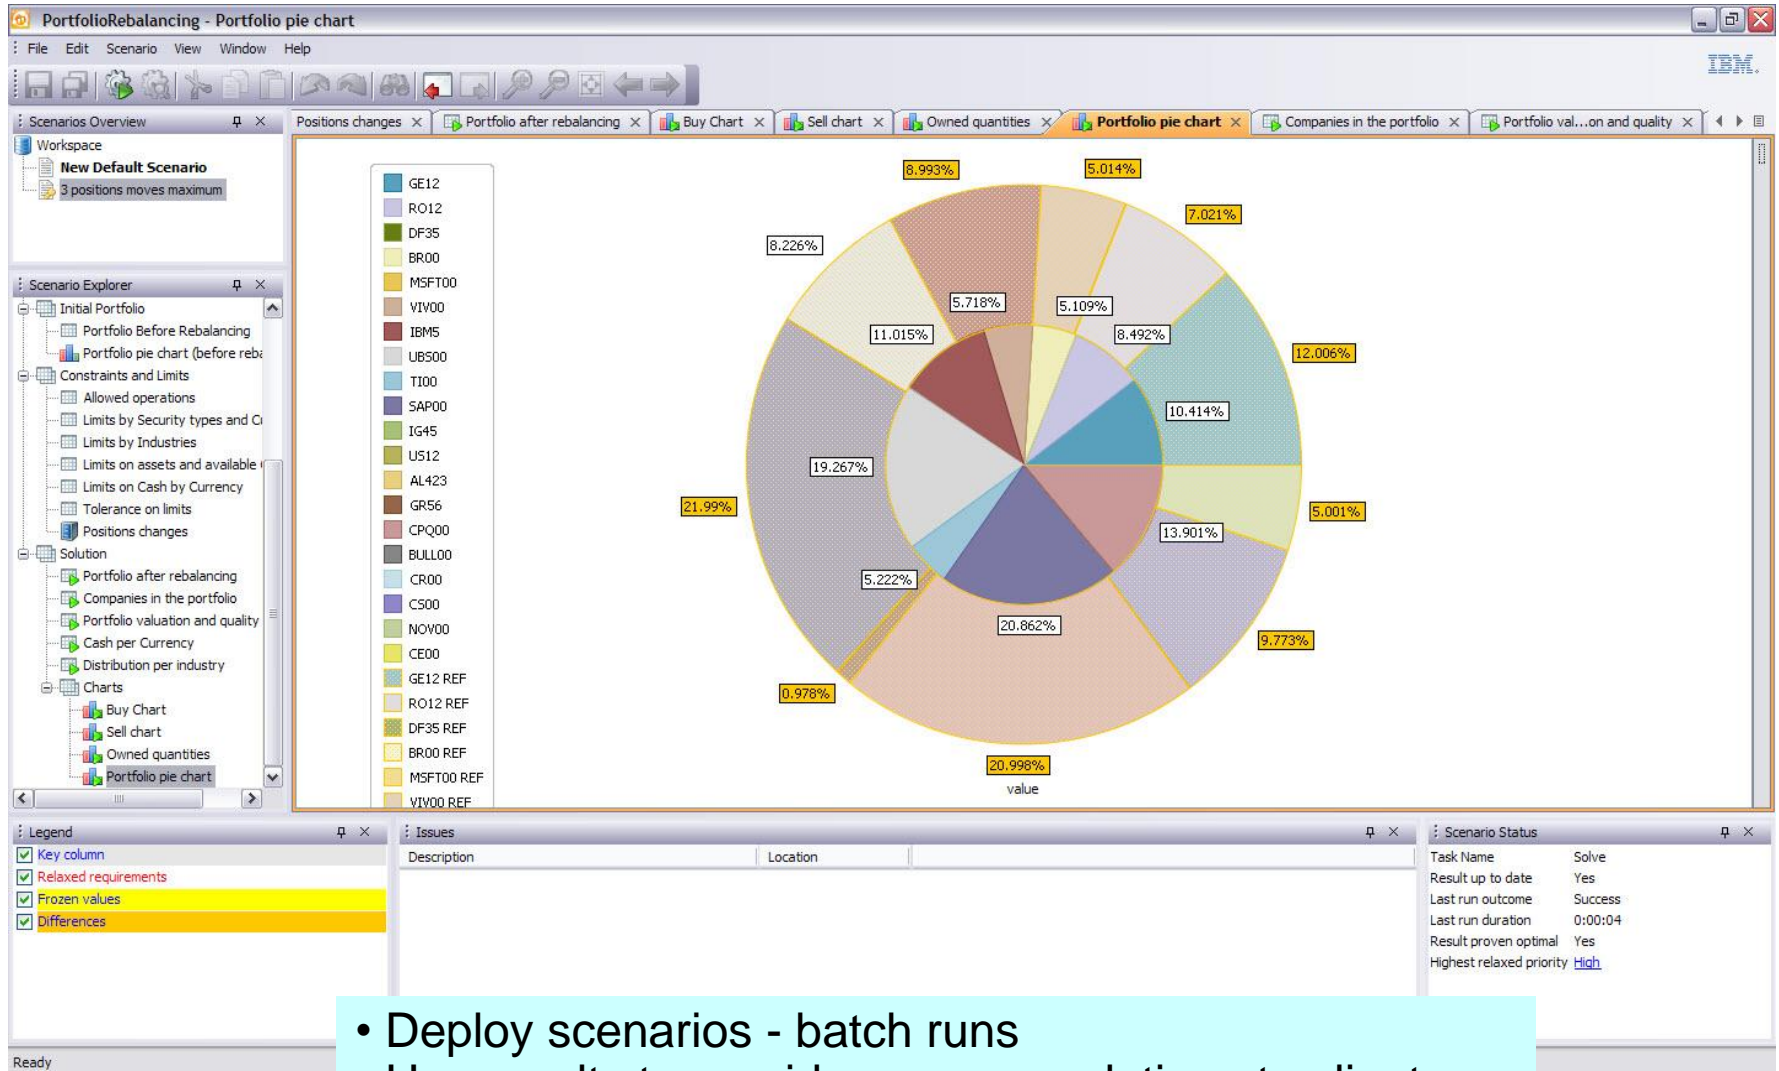 PortfolioRebalancing - Portfolio pie chart
File Edit Scenario View Window Help
IBM.
Scenarios Overview
Workspace
New Default Scenario
3 positions moves maximum
Scenario Explorer
Initial Portfolio
Portfolio Before Rebalancing
Portfolio pie chart (before reba
Constraints and Limits
Allowed operations
Limits by Security types and Cu
Limits by Industries
Limits on assets and available
Limits on Cash by Currency
Tolerance on limits
Positions changes
Solution
Portfolio after rebalancing
Companies in the portfolio
Portfolio valuation and quality
Cash per Currency
Distribution per industry
Charts
Buy Chart
Sell chart
Owned quantities
Portfolio pie chart
Positions changes Portfolio after rebalancing Buy Chart Sell chart Owned quantities Portfolio pie chart Companies in the portfolio Portfolio val...on and quality
GE12
RO12
DF35
BR00
MSFT00
VIV00
IBM5
UBS00
TI00
SAP00
IG45
US12
AL423
GR56
CPQ00
BULL00
CR00
CS00
NOV00
CE00
GE12 REF
RO12 REF
DF35 REF
BR00 REF
MSFT00 REF
VIV00 REF
8.993%
5.014%
7.021%
8.226%
5.718%
5.109%
11.015%
8.492%
12.006%
10.414%
19.267%
21.99%
5.001%
13.901%
5.222%
20.862%
9.773%
0.978%
20.998%
value
Legend
Key column
Relaxed requirements
Frozen values
Differences
Issues
Description Location
Scenario Status
Task Name Solve
Result up to date Yes
Last run outcome Success
Last run duration 0:00:04
Result proven optimal Yes
Highest relaxed priority High
• Deploy scenarios - batch runs
Ready